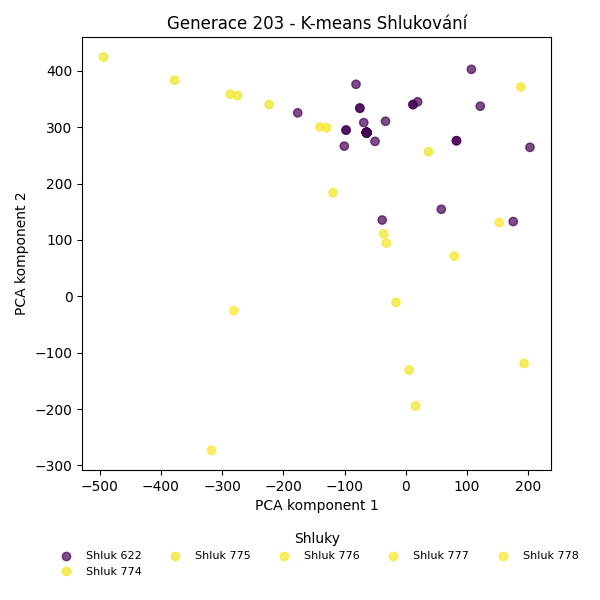 Generace 203 - K-means Shlukování
PCA komponent 2
400
300
200
100
0
−100
−200
−300
−500 −400 −300 −200 −100 0 100 200
PCA komponent 1
Shluky
Shluk 622 Shluk 775 Shluk 776 Shluk 777 Shluk 778
Shluk 774